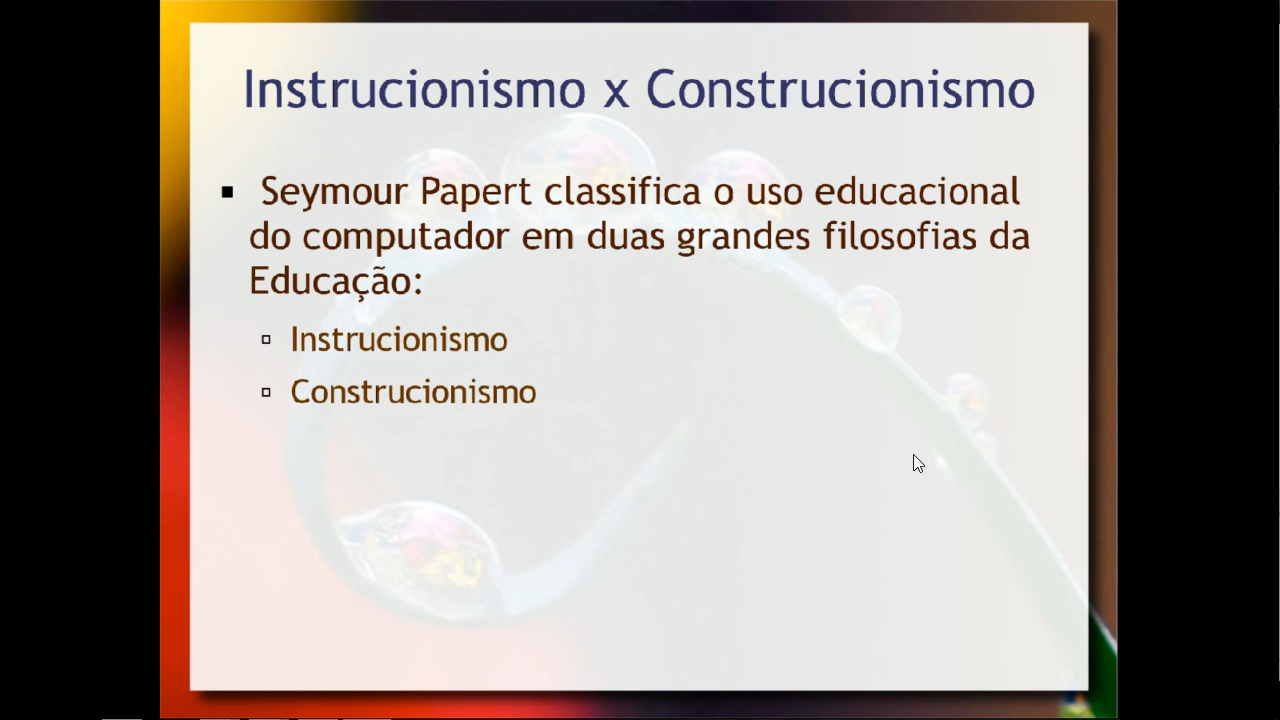 Instrucionismo x Construcionismo
Seymour Papert classifica o uso educacional
do computador em duas grandes filosofias da
Educação:
Instrucionismo
Construcionismo